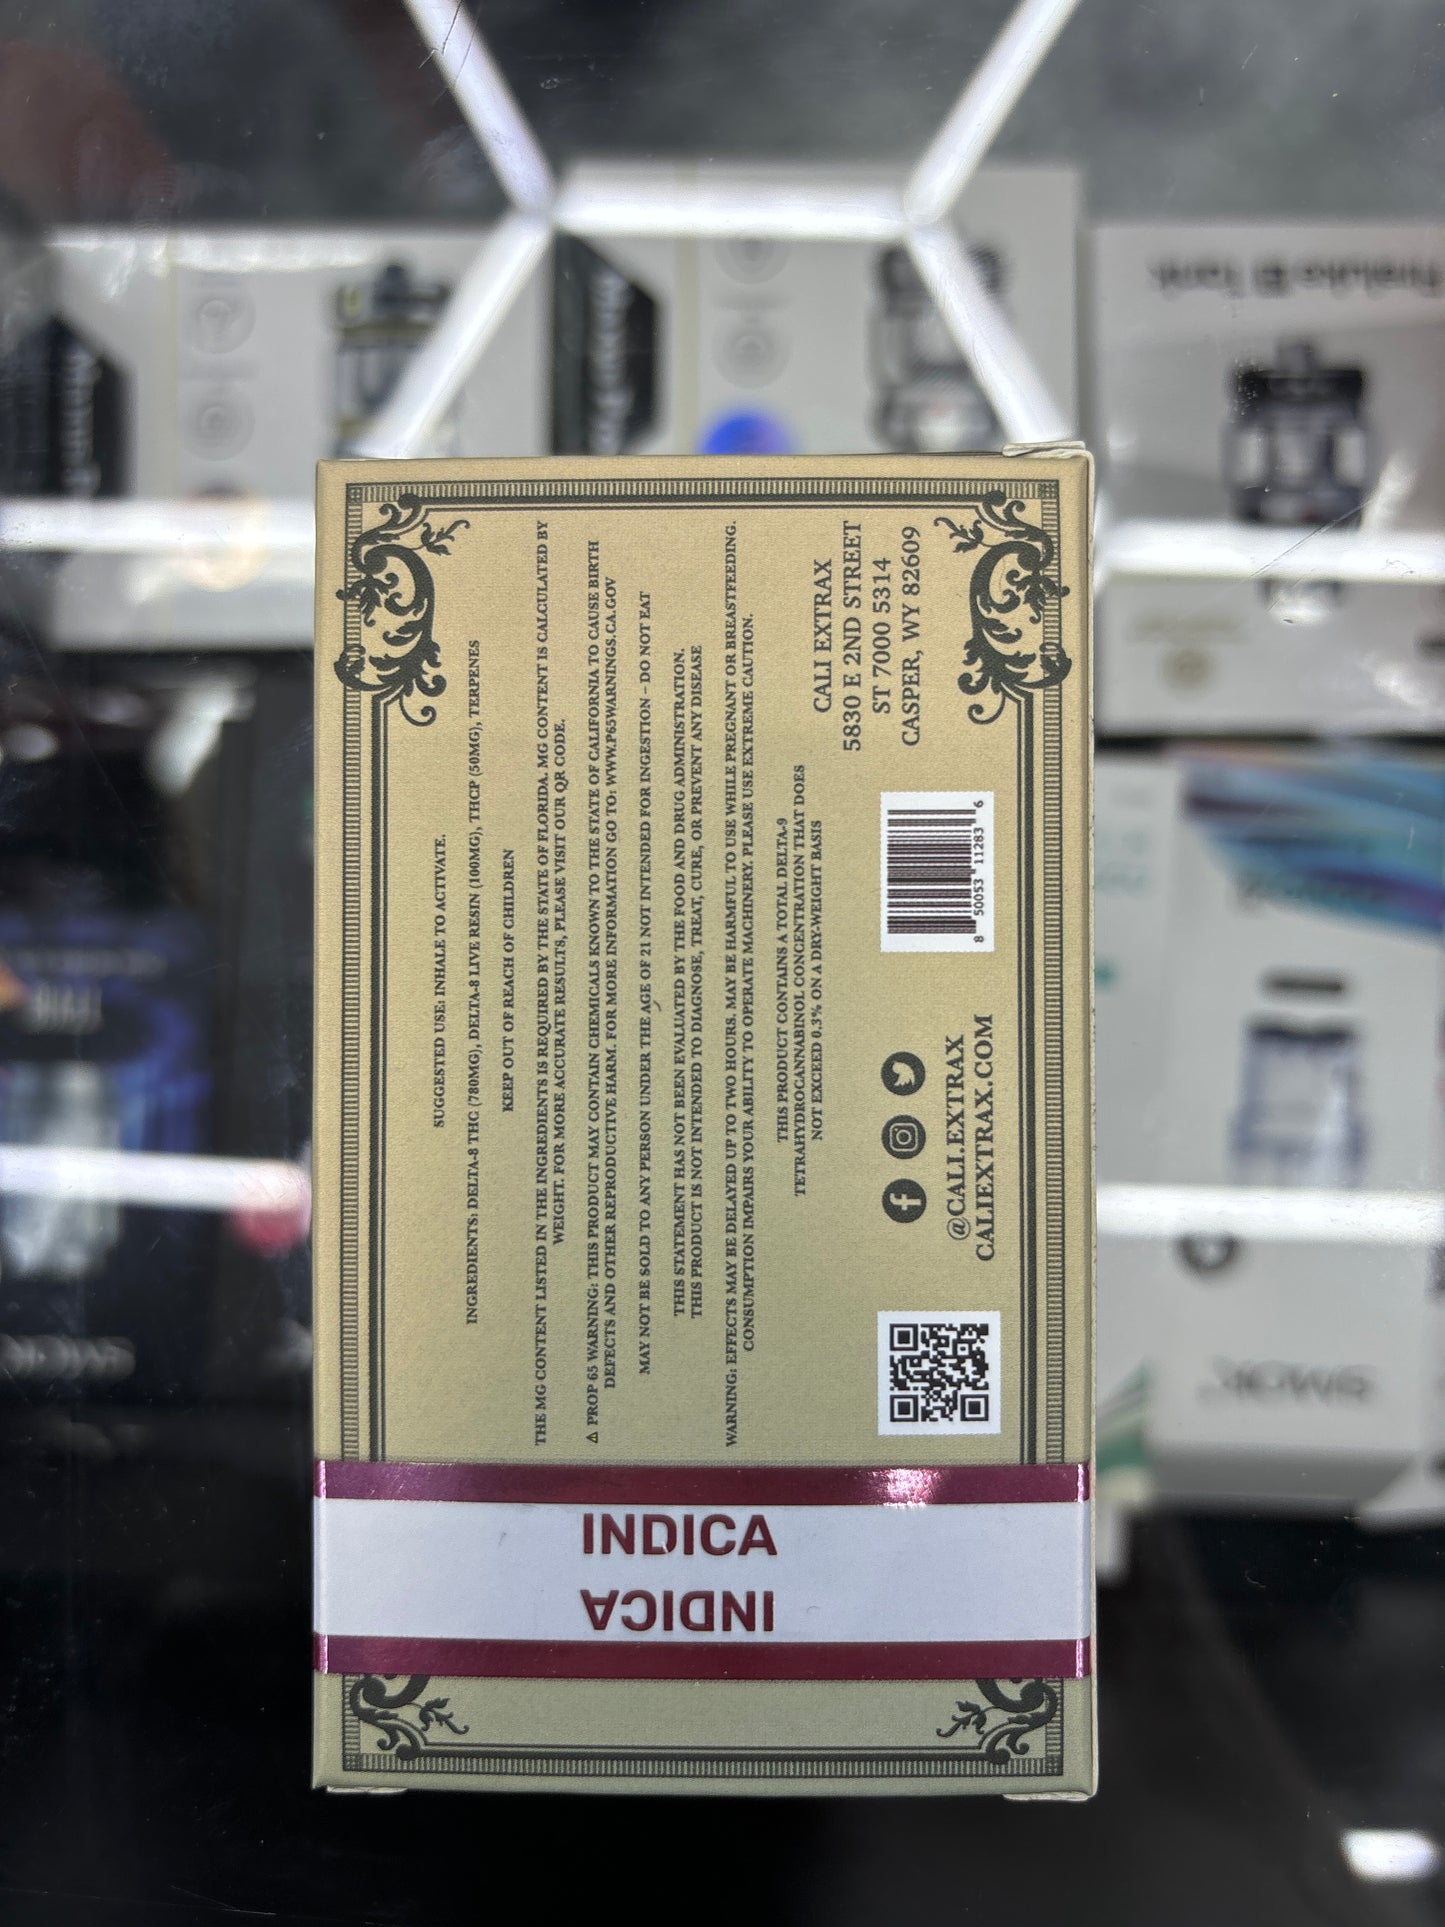 SUGGESTED USE: INHALE TO ACTIVATE.
INGREDIENTS: DELTA-8 THC (780MG), DELTA-8 LIVE RESIN (100MG), THCP (50MG), TERPENES
KEEP OUT OF REACH OF CHILDREN
THE MG CONTENT LISTED IN THE INGREDIENTS IS REQUIRED BY THE STATE OF FLORIDA. MG CONTENT IS CALCULATED BY
WEIGHT. FOR MORE ACCURATE RESULTS, PLEASE VISIT OUR QR CODE.
⚠ PROP 65 WARNING: THIS PRODUCT MAY CONTAIN CHEMICALS KNOWN TO THE STATE OF CALIFORNIA TO CAUSE BIRTH
DEFECTS AND OTHER REPRODUCTIVE HARM. FOR MORE INFORMATION GO TO: WWW.P65WARNINGS.CA.GOV
MAY NOT BE SOLD TO ANY PERSON UNDER THE AGE OF 21 NOT INTENDED FOR INGESTION – DO NOT EAT
THIS STATEMENT HAS NOT BEEN EVALUATED BY THE FOOD AND DRUG ADMINISTRATION.
THIS PRODUCT IS NOT INTENDED TO DIAGNOSE, TREAT, CURE, OR PREVENT ANY DISEASE
WARNING: EFFECTS MAY BE DELAYED UP TO TWO HOURS. MAY BE HARMFUL TO USE WHILE PREGNANT OR BREASTFEEDING.
CONSUMPTION IMPAIRS YOUR ABILITY TO OPERATE MACHINERY. PLEASE USE EXTREME CAUTION.
THIS PRODUCT CONTAINS A TOTAL DELTA-9
TETRAHYDROCANNABINOL CONCENTRATION THAT DOES
NOT EXCEED 0.3% ON A DRY-WEIGHT BASIS
CALI EXTRAX
5830 E 2ND STREET
ST 7000 5314
CASPER, WY 82609
@CALI.EXTRAX
CALIEXTRAX.COM
8 50053 11283 6
INDICA
INDICA
SMOK